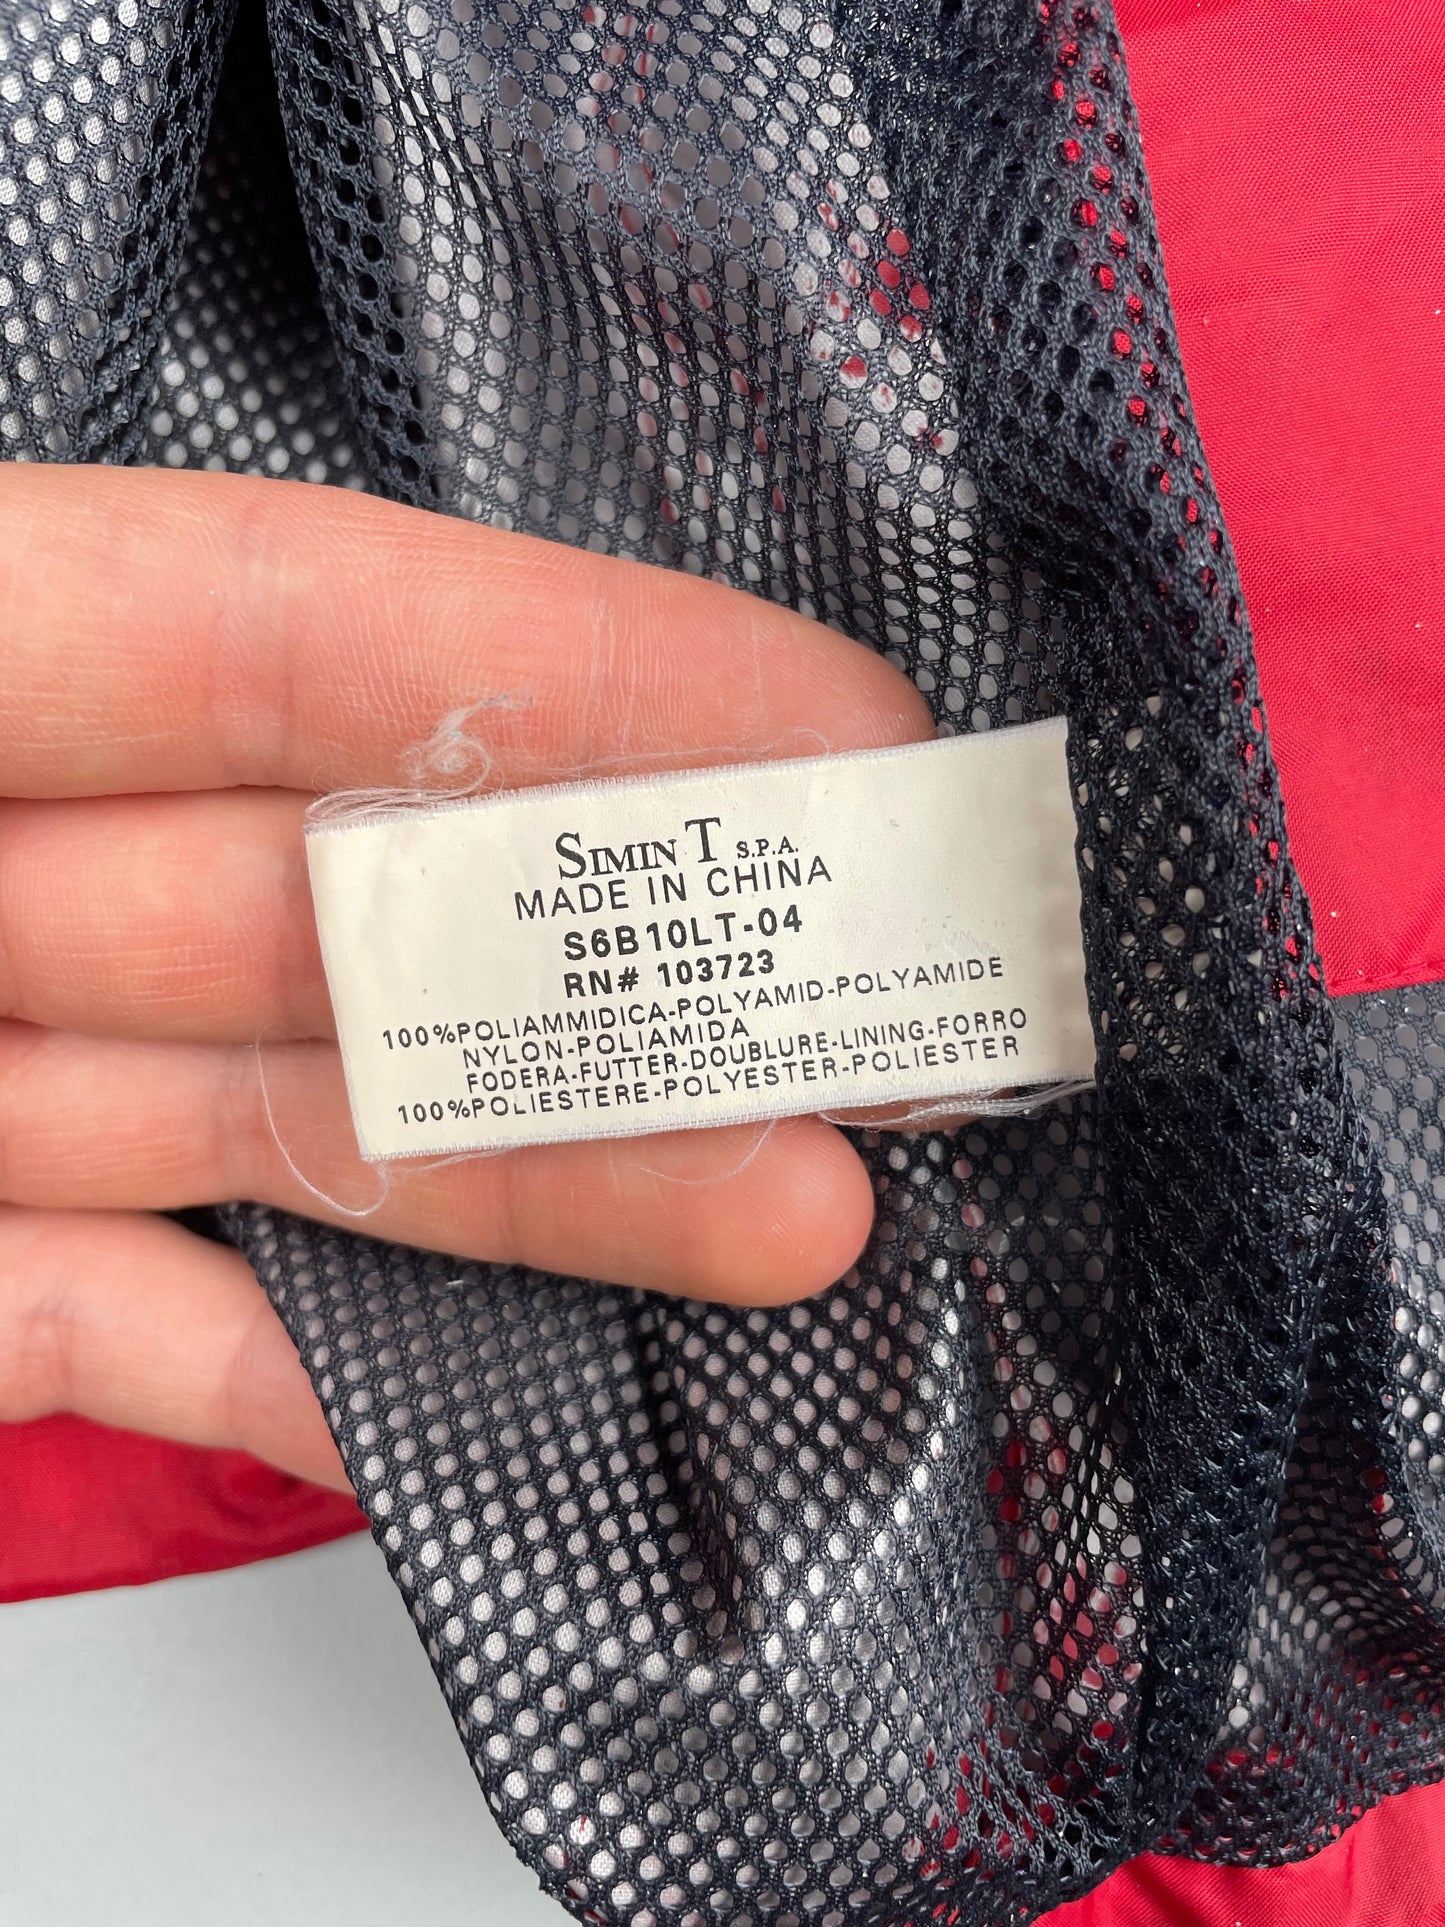 SIMIN T S.P.A.
MADE IN CHINA
S6B10LT-04
RN# 103723
100%POLIAMMIDICA-POLYAMID-POLYAMIDE
NYLON-POLIAMIDA
FODERA-FUTTER-DOUBLURE-LINING-FORRO
100%POLIESTERE-POLYESTER-POLIESTER